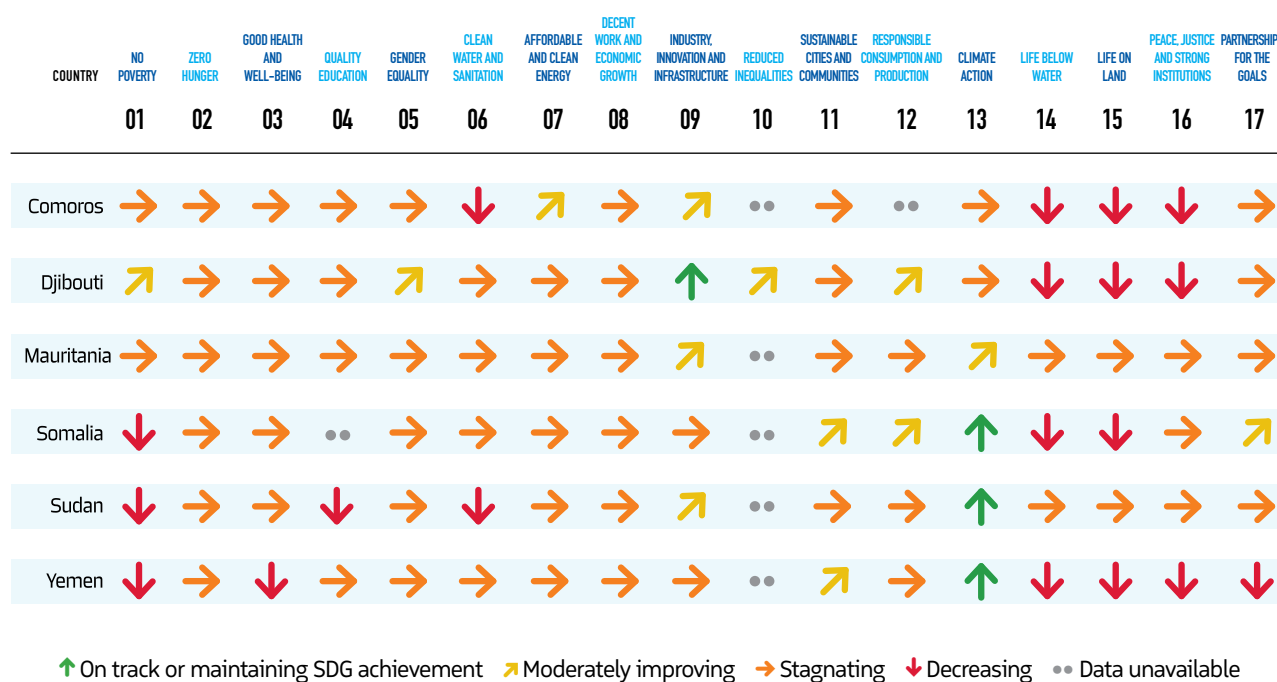 COUNTRY
NO
POVERTY
01
ZERO
HUNGER
02
GOOD HEALTH
AND
WELL-BEING
03
QUALITY
EDUCATION
04
GENDER
EQUALITY
05
CLEAN
WATER AND
SANITATION
06
AFFORDABLE
AND CLEAN
ENERGY
07
DECENT
WORK AND
ECONOMIC
GROWTH
08
INDUSTRY,
INNOVATION AND
INFRASTRUCTURE
09
REDUCED
INEQUALITIES
10
SUSTAINABLE
CITIES AND
COMMUNITIES
11
RESPONSIBLE
CONSUMPTION AND
PRODUCTION
12
CLIMATE
ACTION
13
LIFE BELOW
WATER
14
LIFE ON
LAND
15
PEACE, JUSTICE
AND STRONG
INSTITUTIONS
16
PARTNERSHIP
FOR THE
GOALS
17
Comoros
Djibouti
Mauritania
Somalia
Sudan
Yemen
On track or maintaining SDG achievement
Moderately improving
Stagnating
Decreasing
Data unavailable